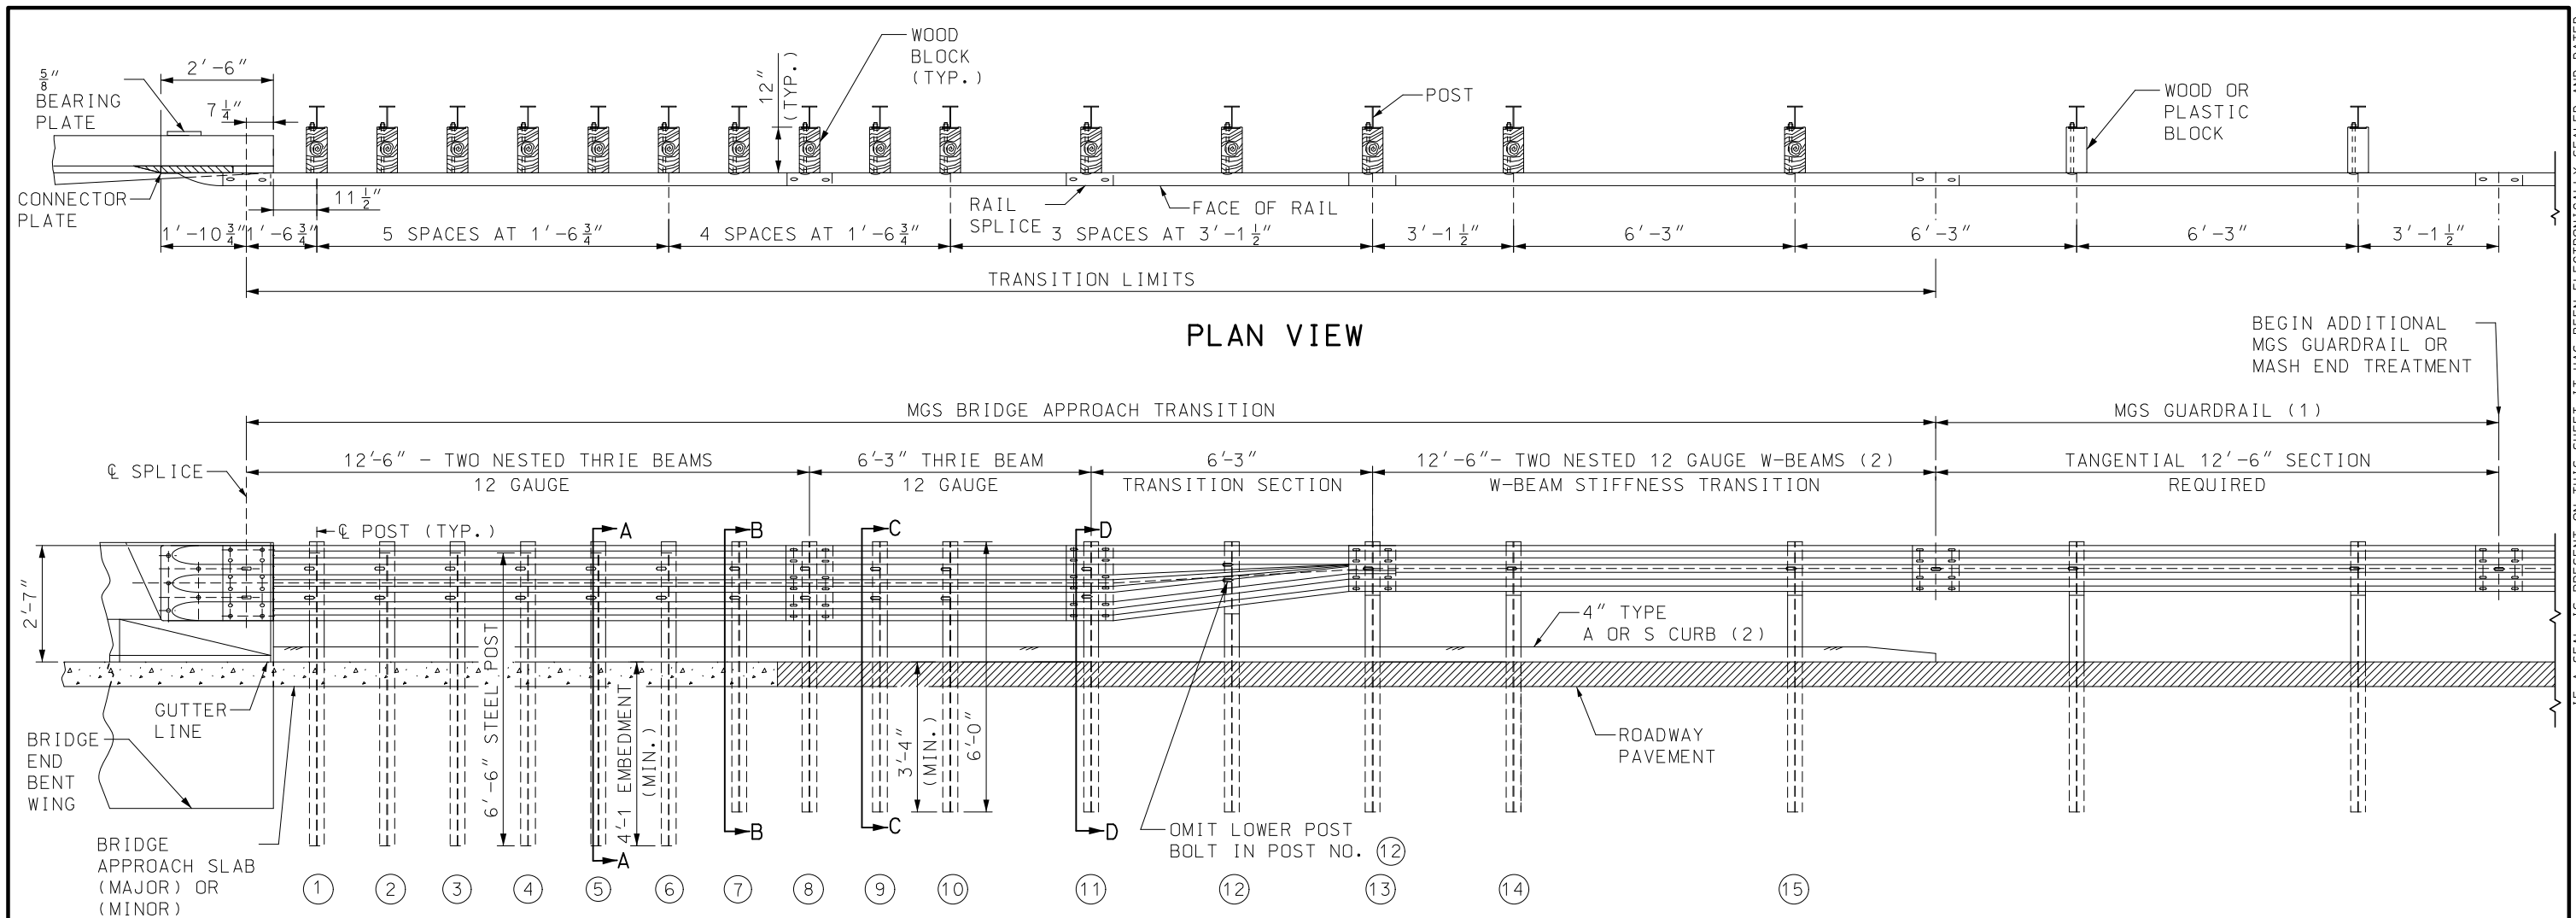 WOOD
BLOCK
(TYP.)
2'-6"
5/8"
BEARING
PLATE
7 1/4"
12"
(TYP.)
POST
WOOD OR
PLASTIC
BLOCK
CONNECTOR
PLATE
11 1/2"
RAIL
SPLICE
FACE OF RAIL
1'-10 3/4"
1'-6 3/4"
5 SPACES AT 1'-6 3/4"
4 SPACES AT 1'-6 3/4"
3 SPACES AT 3'-1 1/2"
3'-1 1/2"
6'-3"
6'-3"
6'-3"
3'-1 1/2"
TRANSITION LIMITS
PLAN VIEW
BEGIN ADDITIONAL
MGS GUARDRAIL OR
MASH END TREATMENT
MGS BRIDGE APPROACH TRANSITION
MGS GUARDRAIL (1)
℄ SPLICE
12'-6" - TWO NESTED THRIE BEAMS
12 GAUGE
6'-3" THRIE BEAM
12 GAUGE
6'-3"
TRANSITION SECTION
12'-6"- TWO NESTED 12 GAUGE W-BEAMS (2)
W-BEAM STIFFNESS TRANSITION
TANGENTIAL 12'-6" SECTION
REQUIRED
℄ POST (TYP.)
A
B
C
D
2'-7"
6'-6" STEEL POST
4'-1 EMBEDMENT
(MIN.)
3'-4"
(MIN.)
6'-0"
4" TYPE
A OR S CURB (2)
GUTTER
LINE
BRIDGE
END
BENT
WING
ROADWAY
PAVEMENT
A
B
C
D
OMIT LOWER POST
BOLT IN POST NO. 12
BRIDGE
APPROACH SLAB
(MAJOR) OR
(MINOR)
1 2 3 4 5 6 7 8 9 10 11 12 13 14 15